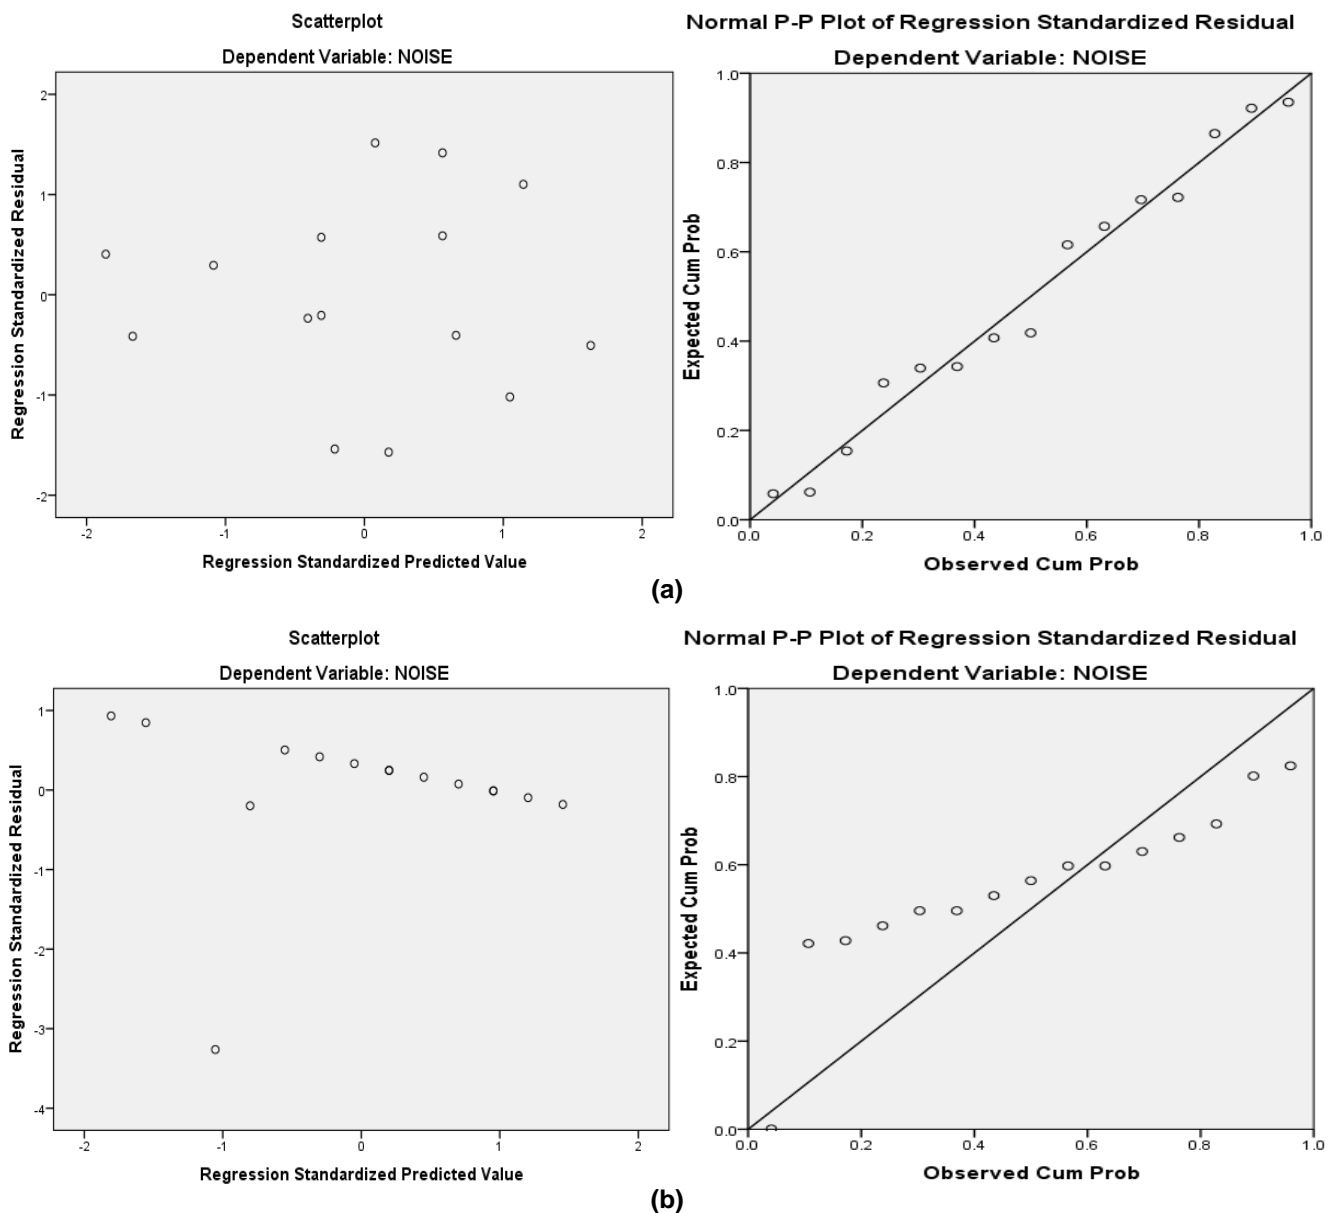 Scatterplot
Dependent Variable: NOISE
Regression Standardized Residual
2
1
0
-1
-2
-2
-1
0
1
2
Regression Standardized Predicted Value
Normal P-P Plot of Regression Standardized Residual
Dependent Variable: NOISE
Expected Cum Prob
1.0
0.8
0.6
0.4
0.2
0.0
0.0
0.2
0.4
0.6
0.8
1.0
Observed Cum Prob
(a)
Scatterplot
Dependent Variable: NOISE
Regression Standardized Residual
1
0
-1
-2
-3
-4
-2
-1
0
1
2
Regression Standardized Predicted Value
Normal P-P Plot of Regression Standardized Residual
Dependent Variable: NOISE
Expected Cum Prob
1.0
0.8
0.6
0.4
0.2
0.0
0.0
0.2
0.4
0.6
0.8
1.0
Observed Cum Prob
(b)